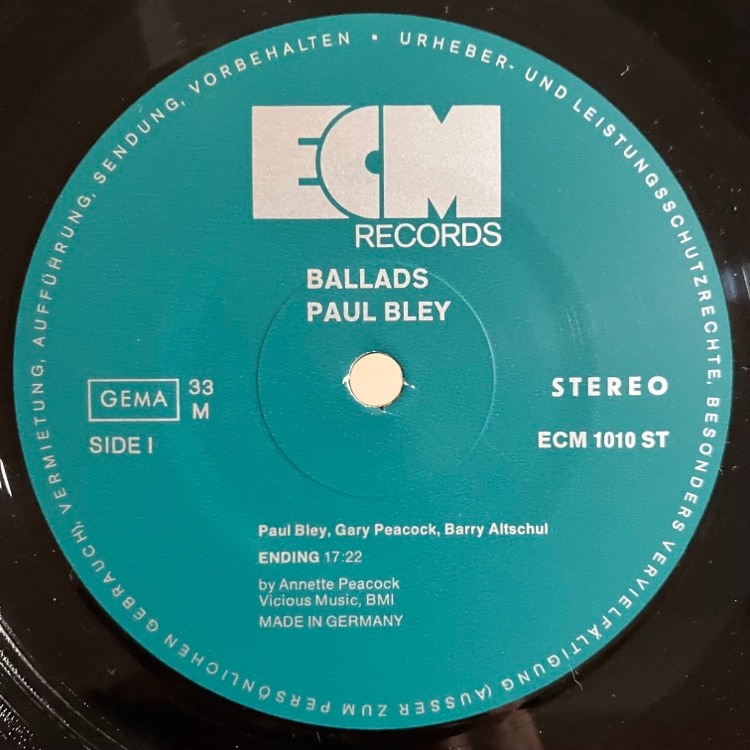 URHEBER- UND LEISTUNGSSCHUTZRECHTE, BESONDERS VERVIELFÄLTIGUNG (AUSSER ZUM PERSÖNLICHEN GEBRAUCH), VERMIETUNG, AUFFÜHRUNG, SENDUNG, VORBEHALTEN •
ECM
RECORDS
BALLADS
PAUL BLEY
GEMA
33
M
STEREO
SIDE I
ECM 1010 ST
Paul Bley, Gary Peacock, Barry Altschul
ENDING 17:22
by Annette Peacock
Vicious Music, BMI
MADE IN GERMANY